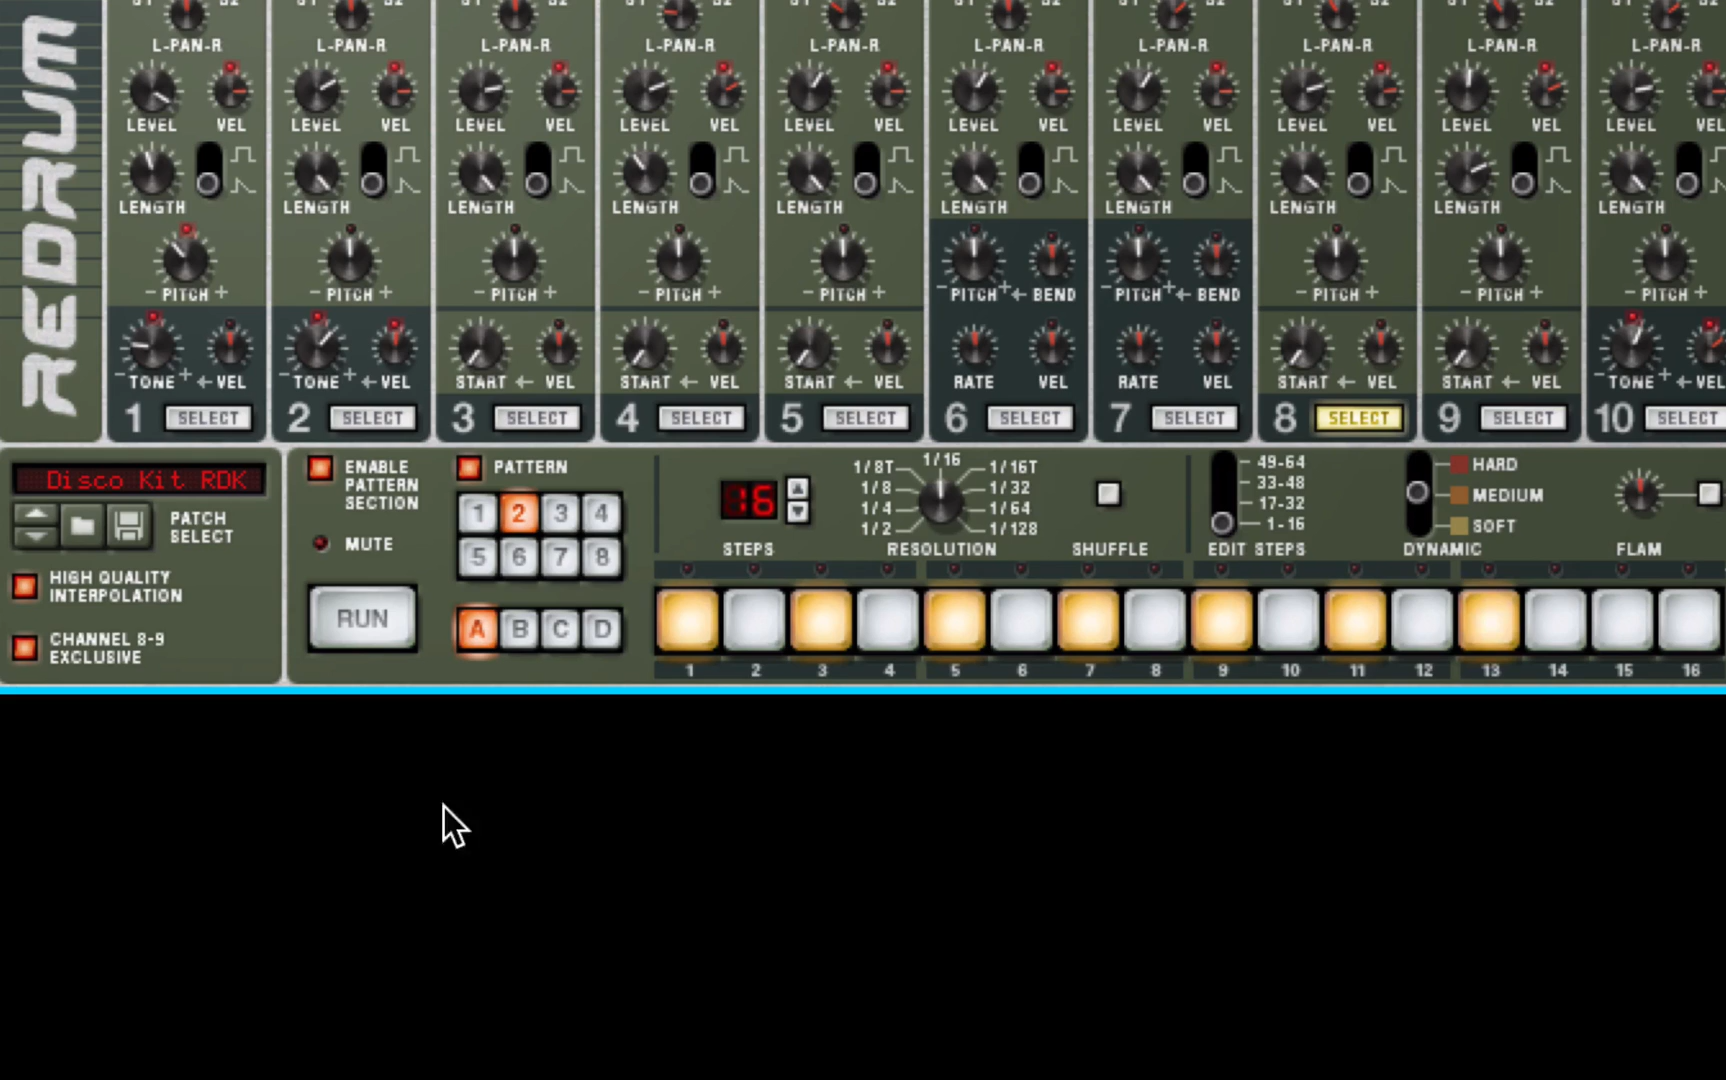 REDRUM
L-PAN-R L-PAN-R L-PAN-R L-PAN-R L-PAN-R L-PAN-R L-PAN-R L-PAN-R L-PAN-R L-PAN-R
LEVEL VEL LEVEL VEL LEVEL VEL LEVEL VEL LEVEL VEL LEVEL VEL LEVEL VEL LEVEL VEL LEVEL VEL LEVEL VEL
LENGTH LENGTH LENGTH LENGTH LENGTH LENGTH LENGTH LENGTH LENGTH LENGTH
- PITCH + - PITCH + - PITCH + - PITCH + - PITCH + - PITCH + ← BEND - PITCH + ← BEND - PITCH + - PITCH + - PITCH +
- TONE + ← VEL - TONE + ← VEL START ← VEL START ← VEL START ← VEL RATE VEL RATE VEL START ← VEL START ← VEL - TONE + ← VEL
1 SELECT 2 SELECT 3 SELECT 4 SELECT 5 SELECT 6 SELECT 7 SELECT 8 SELECT 9 SELECT 10 SELECT
Disco Kit RDK
PATCH
SELECT
HIGH QUALITY
INTERPOLATION
CHANNEL 8-9
EXCLUSIVE
ENABLE
PATTERN
SECTION
MUTE
RUN
PATTERN
1 2 3 4
5 6 7 8
A B C D
16
STEPS
1/16
1/8T 1/16T
1/8 1/32
1/4 1/64
1/2 1/128
RESOLUTION
SHUFFLE
49-64
33-48
17-32
1-16
EDIT STEPS
HARD
MEDIUM
SOFT
DYNAMIC
FLAM
1 2 3 4 5 6 7 8 9 10 11 12 13 14 15 16